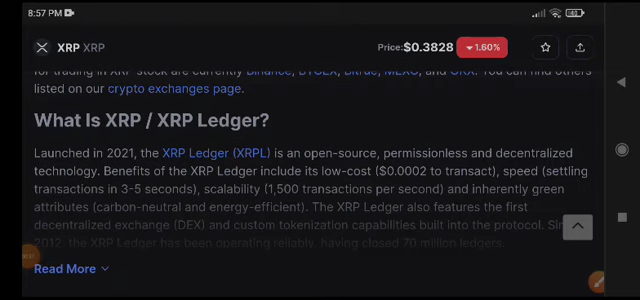 8:57 PM
XRP XRP
Price: $0.3828 1.60%
for trading in XRP stock are currently Binance, BTCEX, Bitrue, MEXC, and OKX. You can find others
listed on our crypto exchanges page.
What Is XRP / XRP Ledger?
Launched in 2021, the XRP Ledger (XRPL) is an open-source, permissionless and decentralized
technology. Benefits of the XRP Ledger include its low-cost ($0.0002 to transact), speed (settling
transactions in 3-5 seconds), scalability (1,500 transactions per second) and inherently green
attributes (carbon-neutral and energy-efficient). The XRP Ledger also features the first
decentralized exchange (DEX) and custom tokenization capabilities built into the protocol.
2012, the XRP Ledger has been operating reliably, having closed 70 million ledgers.
Read More